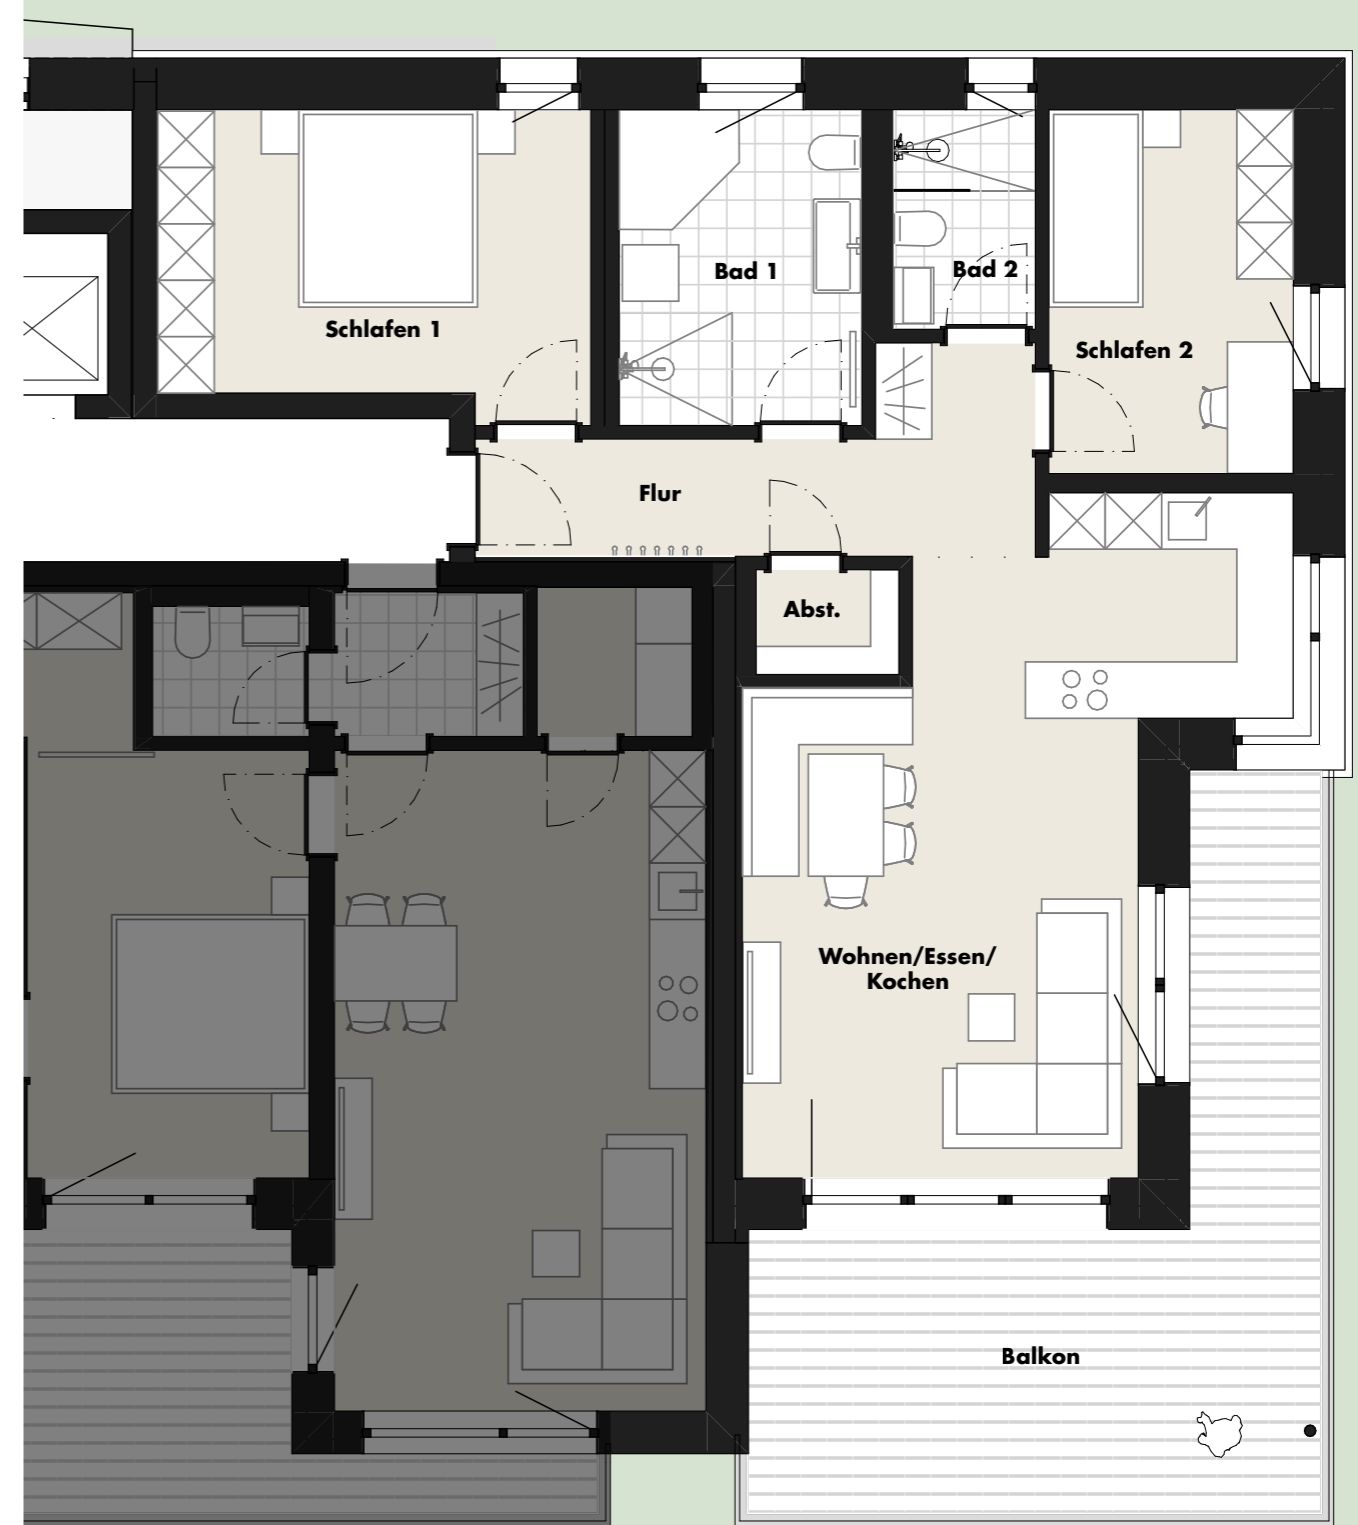 Schlafen 1
Bad 1
Bad 2
Schlafen 2
Flur
Abst.
Wohnen/Essen/
Kochen
Balkon